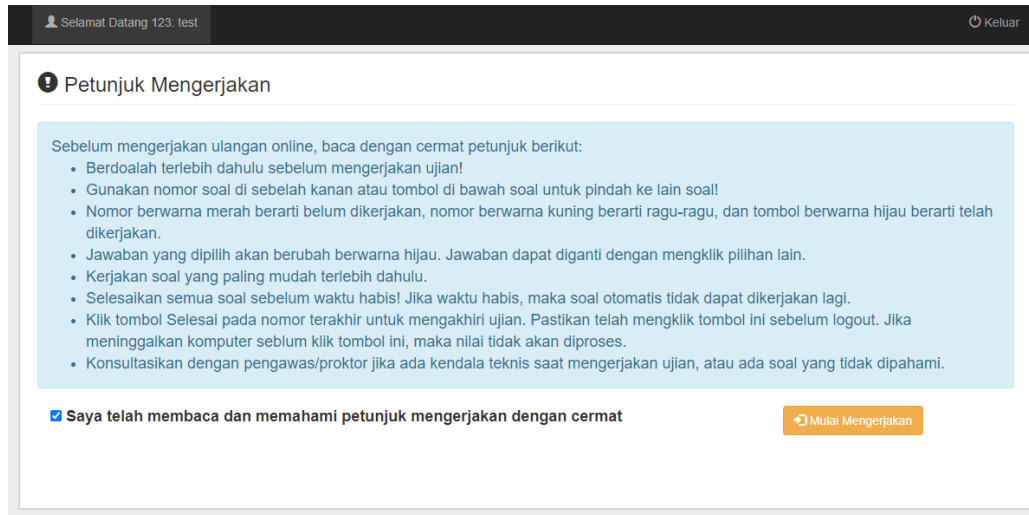 Selamat Datang 123: test
Keluar
Petunjuk Mengerjakan
Sebelum mengerjakan ulangan online, baca dengan cermat petunjuk berikut:
• Berdoalah terlebih dahulu sebelum mengerjakan ujian!
• Gunakan nomor soal di sebelah kanan atau tombol di bawah soal untuk pindah ke lain soal!
• Nomor berwarna merah berarti belum dikerjakan, nomor berwarna kuning berarti ragu-ragu, dan tombol berwarna hijau berarti telah
dikerjakan.
• Jawaban yang dipilih akan berubah berwarna hijau. Jawaban dapat diganti dengan mengklik pilihan lain.
• Kerjakan soal yang paling mudah terlebih dahulu.
• Selesaikan semua soal sebelum waktu habis! Jika waktu habis, maka soal otomatis tidak dapat dikerjakan lagi.
• Klik tombol Selesai pada nomor terakhir untuk mengakhiri ujian. Pastikan telah mengklik tombol ini sebelum logout. Jika
meninggalkan komputer seblum klik tombol ini, maka nilai tidak akan diproses.
• Konsultasikan dengan pengawas/proktor jika ada kendala teknis saat mengerjakan ujian, atau ada soal yang tidak dipahami.
Saya telah membaca dan memahami petunjuk mengerjakan dengan cermat
Mulai Mengerjakan